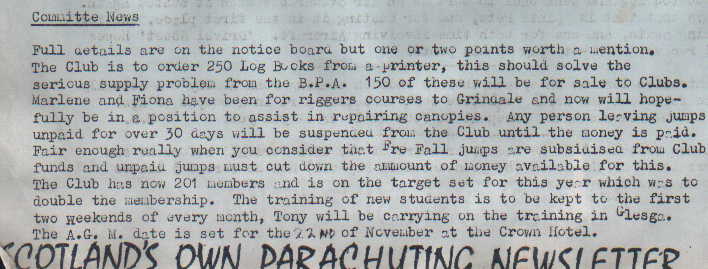 Committe News
Full details are on the notice board but one or two points worth a mention.
The Club is to order 250 Log Books from a printer, this should solve the
serious supply problem from the B.P.A.  150 of these will be for sale to Clubs.
Marlene and Fiona have been for riggers courses to Grindale and now will hope-
fully be in a position to assist in repairing canopies.  Any person leaving jumps
unpaid for over 30 days will be suspended from the Club until the money is paid.
Fair enough really when you consider that Fre Fall jumps are subsidised from Club
funds and unpaid jumps must cut down the ammount of money available for this.
The Club has now 201 members and is on the target set for this year which was to
double the membership.  The training of new students is to be kept to the first
two weekends of every month, Tony will be carrying on the training in Glesga.
The A.G. M. date is set for the 22ND of November at the Crown Hotel.
SCOTLAND'S OWN PARACHUTING NEWSLETTER